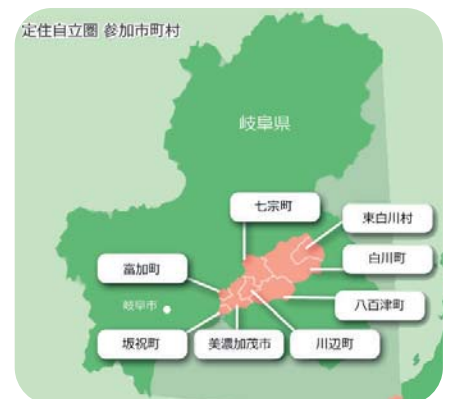 定住自立圏 参加市町村
岐阜県
七宗町
東白川村
白川町
富加町
岐阜市
八百津町
坂祝町
美濃加茂市
川辺町